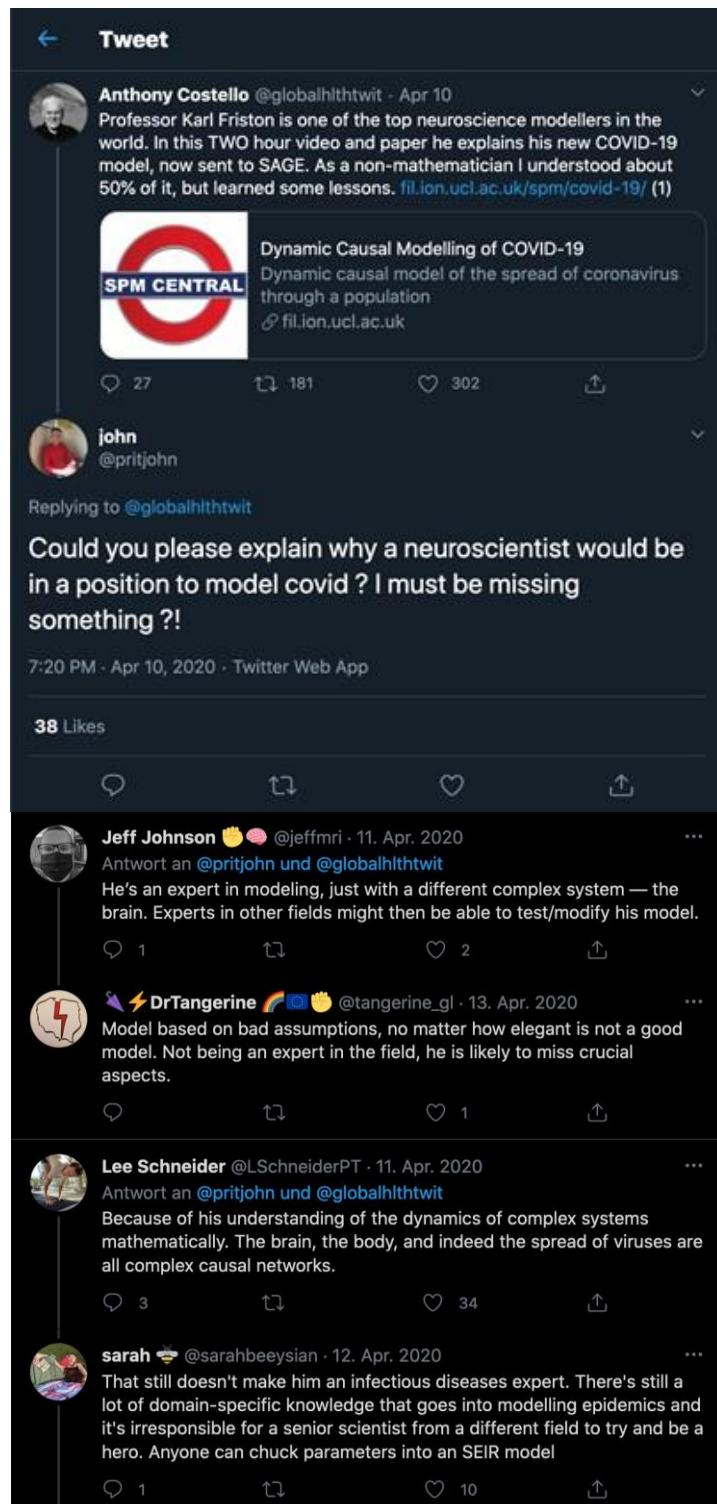 Tweet
Anthony Costello @globalhlthtwit · Apr 10
Professor Karl Friston is one of the top neuroscience modellers in the
world. In this TWO hour video and paper he explains his new COVID-19
model, now sent to SAGE. As a non-mathematician I understood about
50% of it, but learned some lessons. fil.ion.ucl.ac.uk/spm/covid-19/ (1)
SPM CENTRAL
Dynamic Causal Modelling of COVID-19
Dynamic causal model of the spread of coronavirus
through a population
fil.ion.ucl.ac.uk
27 181 302
john
@pritjohn
Replying to @globalhlthtwit
Could you please explain why a neuroscientist would be
in a position to model covid ? I must be missing
something ?!
7:20 PM · Apr 10, 2020 · Twitter Web App
38 Likes
Jeff Johnson ✊🧠 @jeffmri · 11. Apr. 2020
Antwort an @pritjohn und @globalhlthtwit
He's an expert in modeling, just with a different complex system — the
brain. Experts in other fields might then be able to test/modify his model.
1 2
🌂⚡DrTangerine 🌈🇪🇺✊ @tangerine_gl · 13. Apr. 2020
Model based on bad assumptions, no matter how elegant is not a good
model. Not being an expert in the field, he is likely to miss crucial
aspects.
1
Lee Schneider @LSchneiderPT · 11. Apr. 2020
Antwort an @pritjohn und @globalhlthtwit
Because of his understanding of the dynamics of complex systems
mathematically. The brain, the body, and indeed the spread of viruses are
all complex causal networks.
3 34
sarah 🐝 @sarahbeeysian · 12. Apr. 2020
That still doesn't make him an infectious diseases expert. There's still a
lot of domain-specific knowledge that goes into modelling epidemics and
it's irresponsible for a senior scientist from a different field to try and be a
hero. Anyone can chuck parameters into an SEIR model
1 10